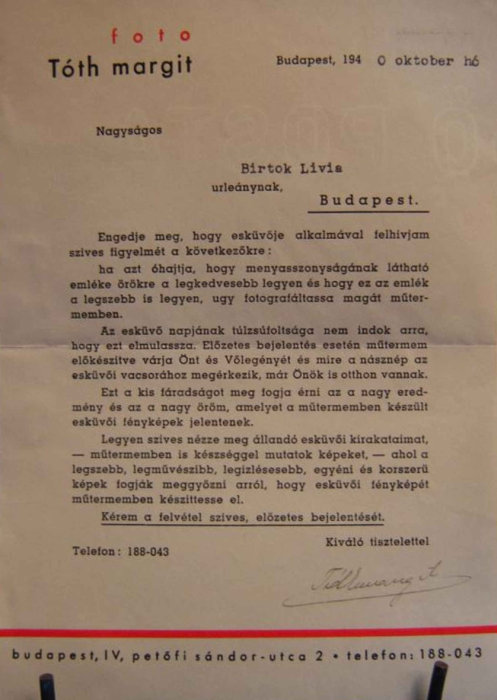 foto
Tóth margit
Budapest, 194 0 oktober hó
Nagyságos
Birtok Livia
urleánynak,
Budapest.
Engedje meg, hogy esküvője alkalmával felhivjam
szives figyelmét a következőkre:
ha azt óhajtja, hogy menyasszonyságának látható
emléke örökre a legkedvesebb legyen és hogy ez az emlék
a legszebb is legyen, ugy fotografáltassa magát műter-
memben.
Az esküvő napjának túlzsúfoltsága nem indok arra,
hogy ezt elmulassza. Előzetes bejelentés esetén műtermem
előkészitve várja Önt és Vőlegényét és mire a násznép az
esküvői vacsorához megérkezik, már Önök is otthon vannak.
Ezt a kis fáradságot meg fogja érni az a nagy ered-
mény és az a nagy öröm, amelyet a műtermemben készült
esküvői fényképek jelentenek.
Legyen szives nézze meg állandó esküvői kirakataimat,
— műtermemben is készséggel mutatok képeket, — ahol a
legszebb, legművészibb, legizlésesebb, egyéni és korszerű
képek fogják meggyőzni arról, hogy esküvői fényképét
műtermemben készittesse el.
Kérem a felvétel szives, előzetes bejelentését.
Kiváló tisztelettel
Telefon: 188-043
Tóth margit
budapest, IV, petőfi sándor-utca 2 • telefon: 188-043